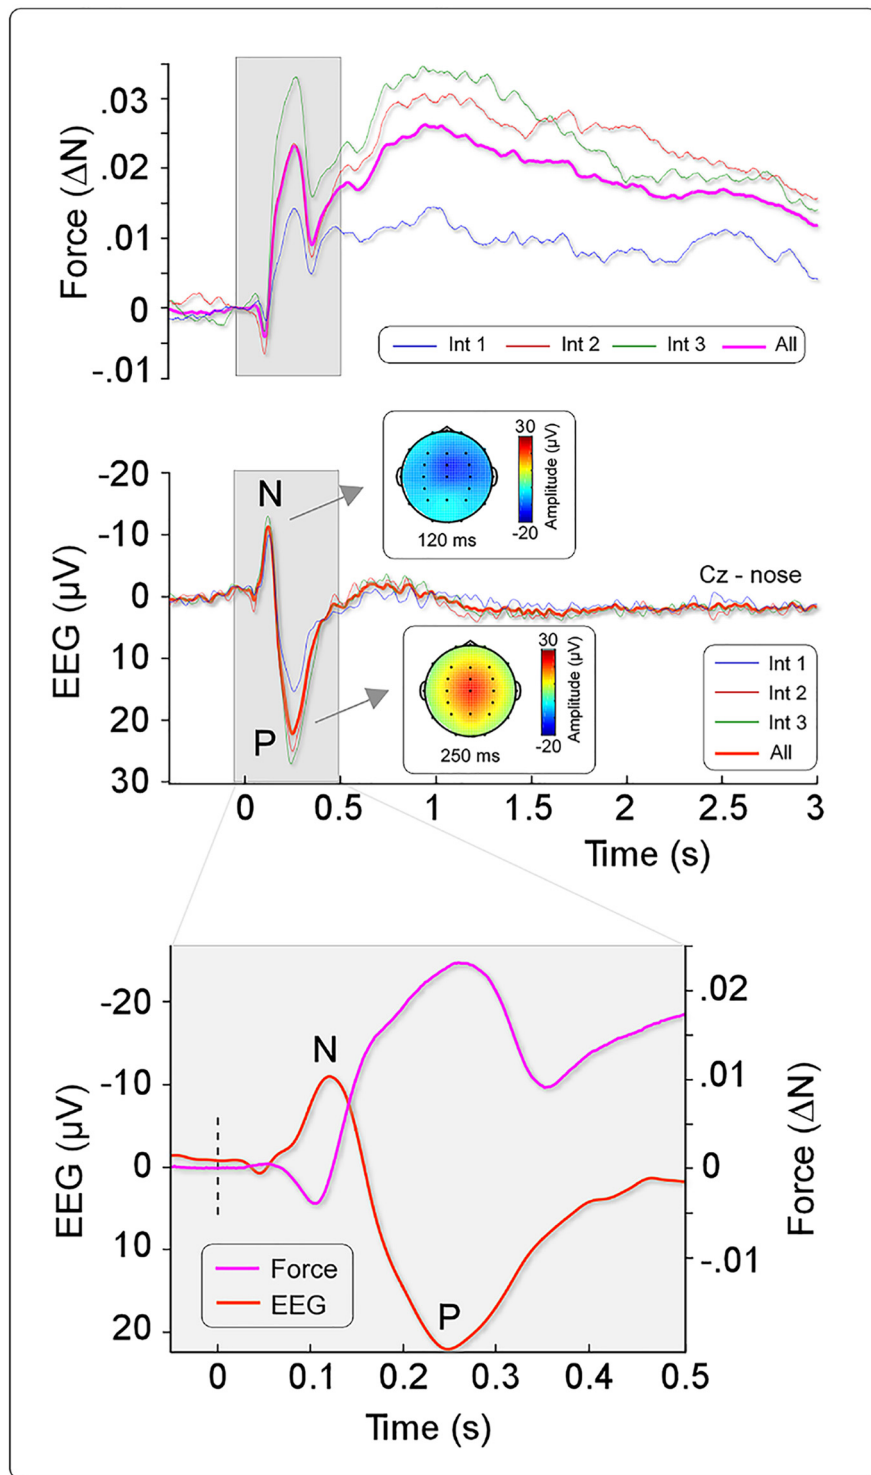 Force (ΔN)
.03
.02
.01
0
-.01
Int 1
Int 2
Int 3
All
EEG (µV)
-20
-10
0
10
20
30
N
P
30
-20
Amplitude (µV)
120 ms
Cz - nose
30
-20
Amplitude (µV)
250 ms
Int 1
Int 2
Int 3
All
0
0.5
1
1.5
2
2.5
3
Time (s)
EEG (µV)
-20
-10
0
10
20
N
P
Force
EEG
.02
.01
0
-.01
Force (ΔN)
0
0.1
0.2
0.3
0.4
0.5
Time (s)